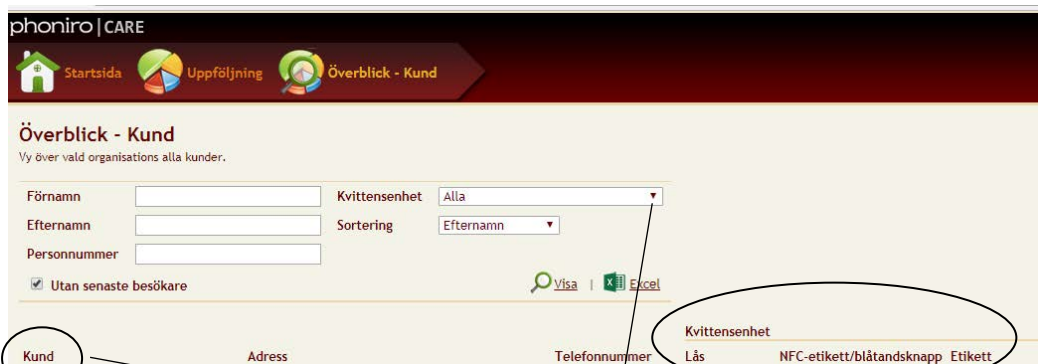 phoniro | CARE
Startsida Uppföljning Överblick - Kund
Överblick - Kund
Vy över vald organisations alla kunder.
Förnamn Kvittensenhet Alla
Efternamn Sortering Efternamn
Personnummer
Utan senaste besökare Visa | Excel
Kvittensenhet
Kund Adress Telefonnummer Lås NFC-etikett/blåtandsknapp Etikett